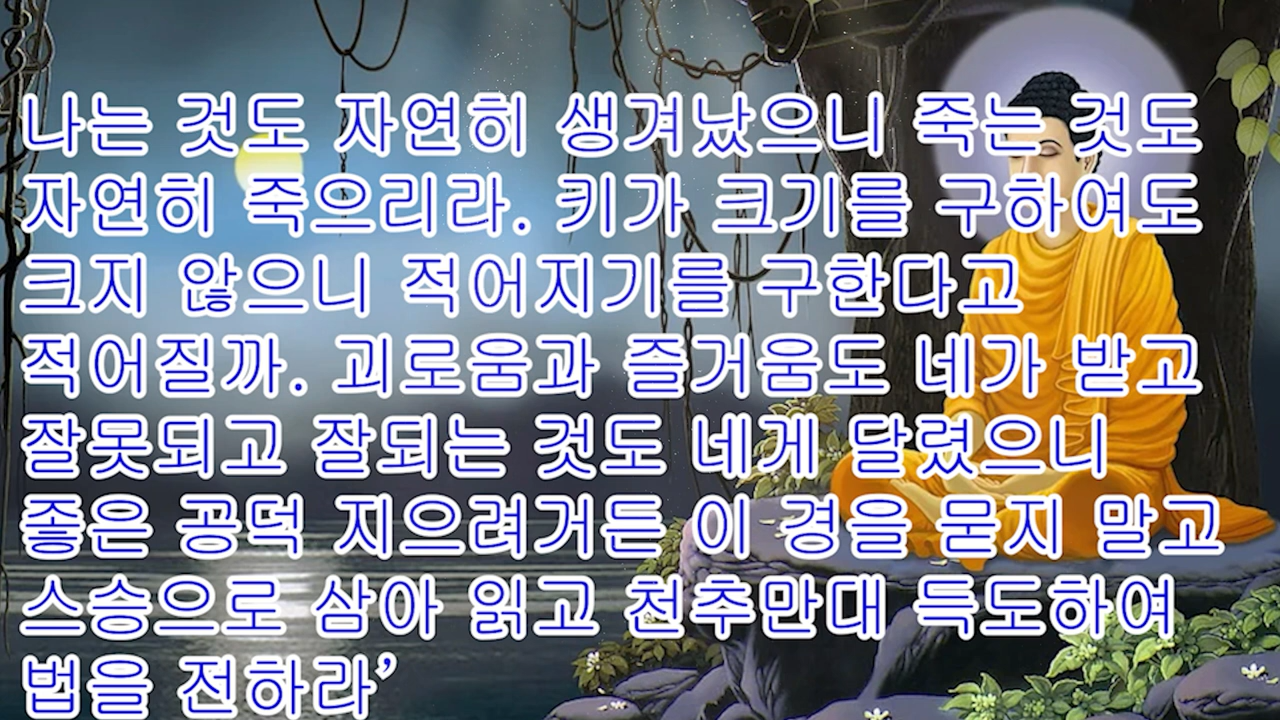 나는 것도 자연히 생겨났으니 죽는 것도
자연히 죽으리라. 키가 크기를 구하여도
크지 않으니 적어지기를 구한다고
적어질까. 괴로움과 즐거움도 네가 받고
잘못되고 잘되는 것도 네게 달렸으니
좋은 공덕 지으려거든 이 경을 묻지 말고
스승으로 삼아 읽고 천추만대 득도하여
법을 전하라’